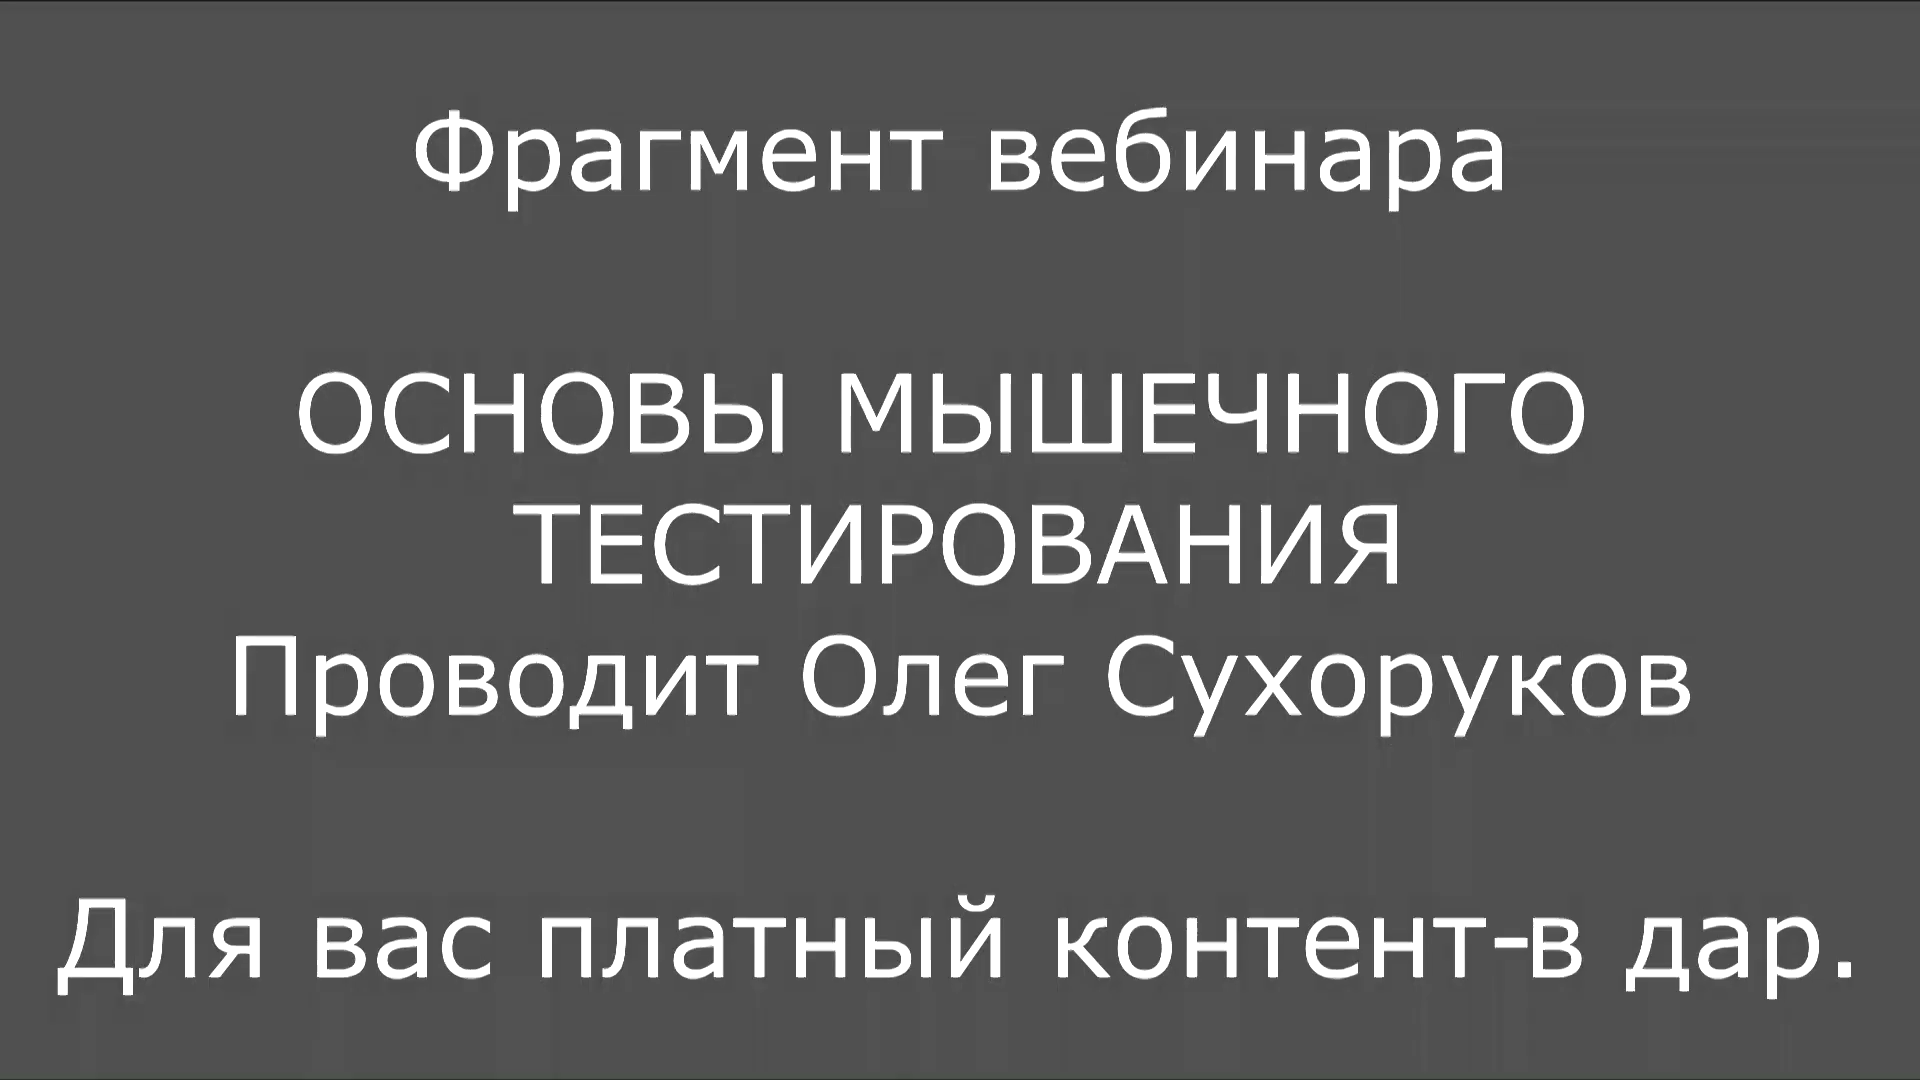 Фрагмент вебинара
ОСНОВЫ МЫШЕЧНОГО
ТЕСТИРОВАНИЯ
Проводит Олег Сухоруков
Для вас платный контент-в дар.